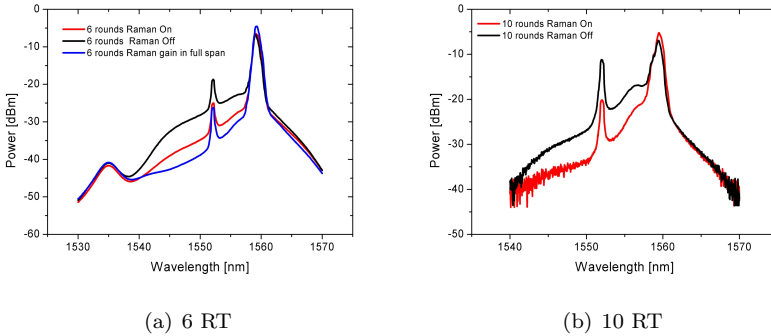 6 rounds Raman On
6 rounds  Raman Off
6 rounds Raman gain in full span
Power [dBm]
0
-10
-20
-30
-40
-50
-60
1530
1540
1550
1560
1570
Wavelength [nm]
(a) 6 RT
10 rounds Raman On
10 rounds Raman Off
Power [dBm]
0
-10
-20
-30
-40
-50
1540
1550
1560
1570
Wavelength [nm]
(b) 10 RT